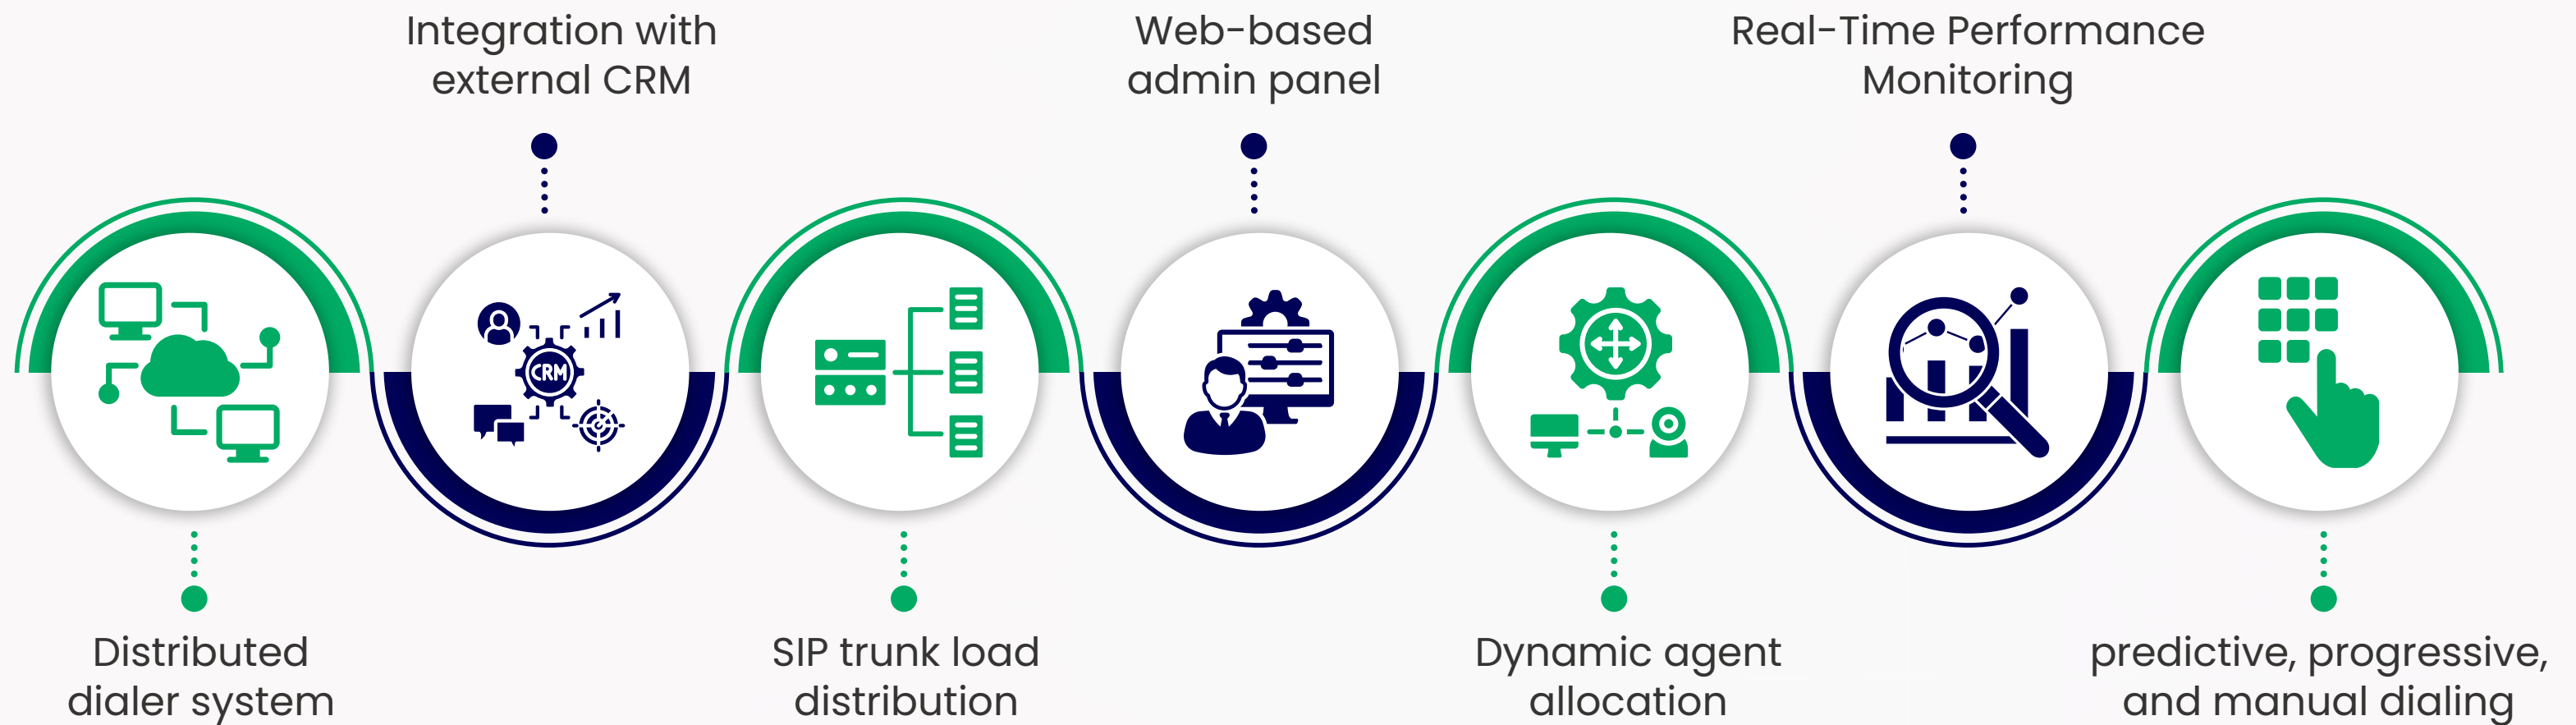 Integration with
external CRM
Web-based
admin panel
Real-Time Performance
Monitoring
CRM
Distributed
dialer system
SIP trunk load
distribution
Dynamic agent
allocation
predictive, progressive,
and manual dialing